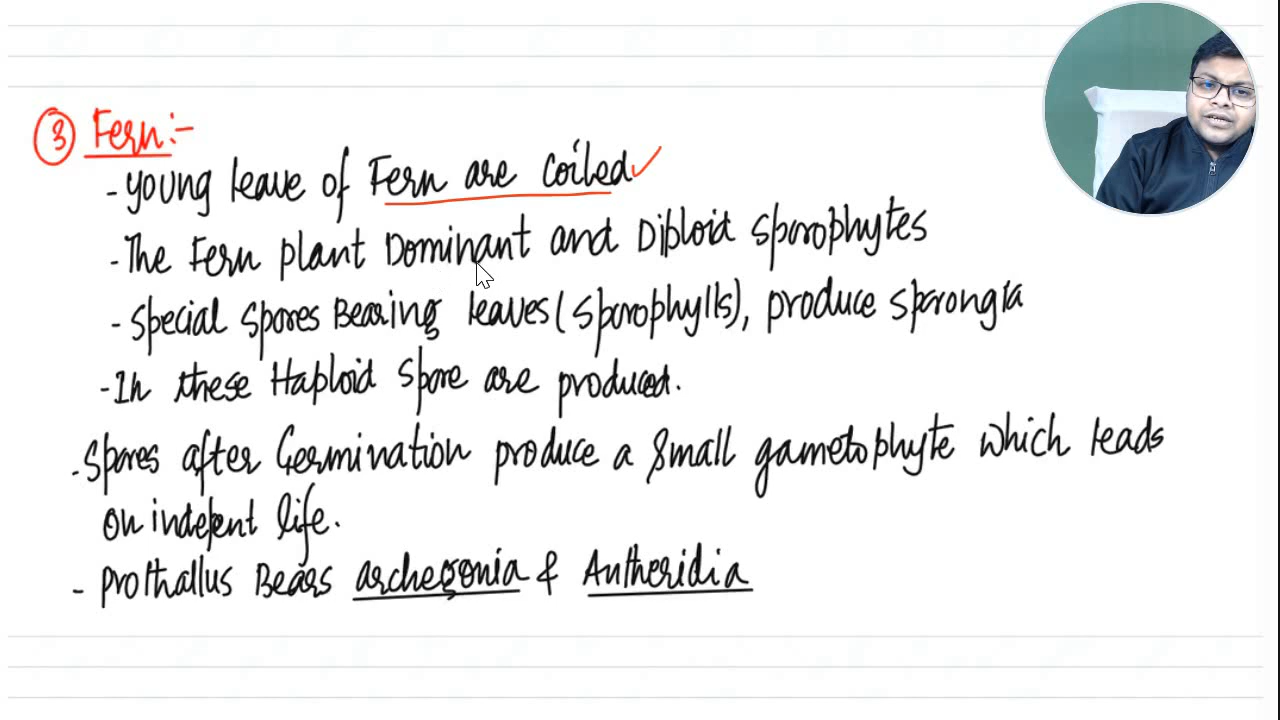 ③ Fern:-
- young leave of Fern are coiled ✓
- The Fern plant Dominant and Diploid sporophytes
- Special spores Bearing leaves (sporophylls), produce sporongia
- In these Haploid spore are produced.
- Spores after Germination produce a small gametophyte which leads
on indepent life.
- Prothallus Bears archegonia & Antheridia